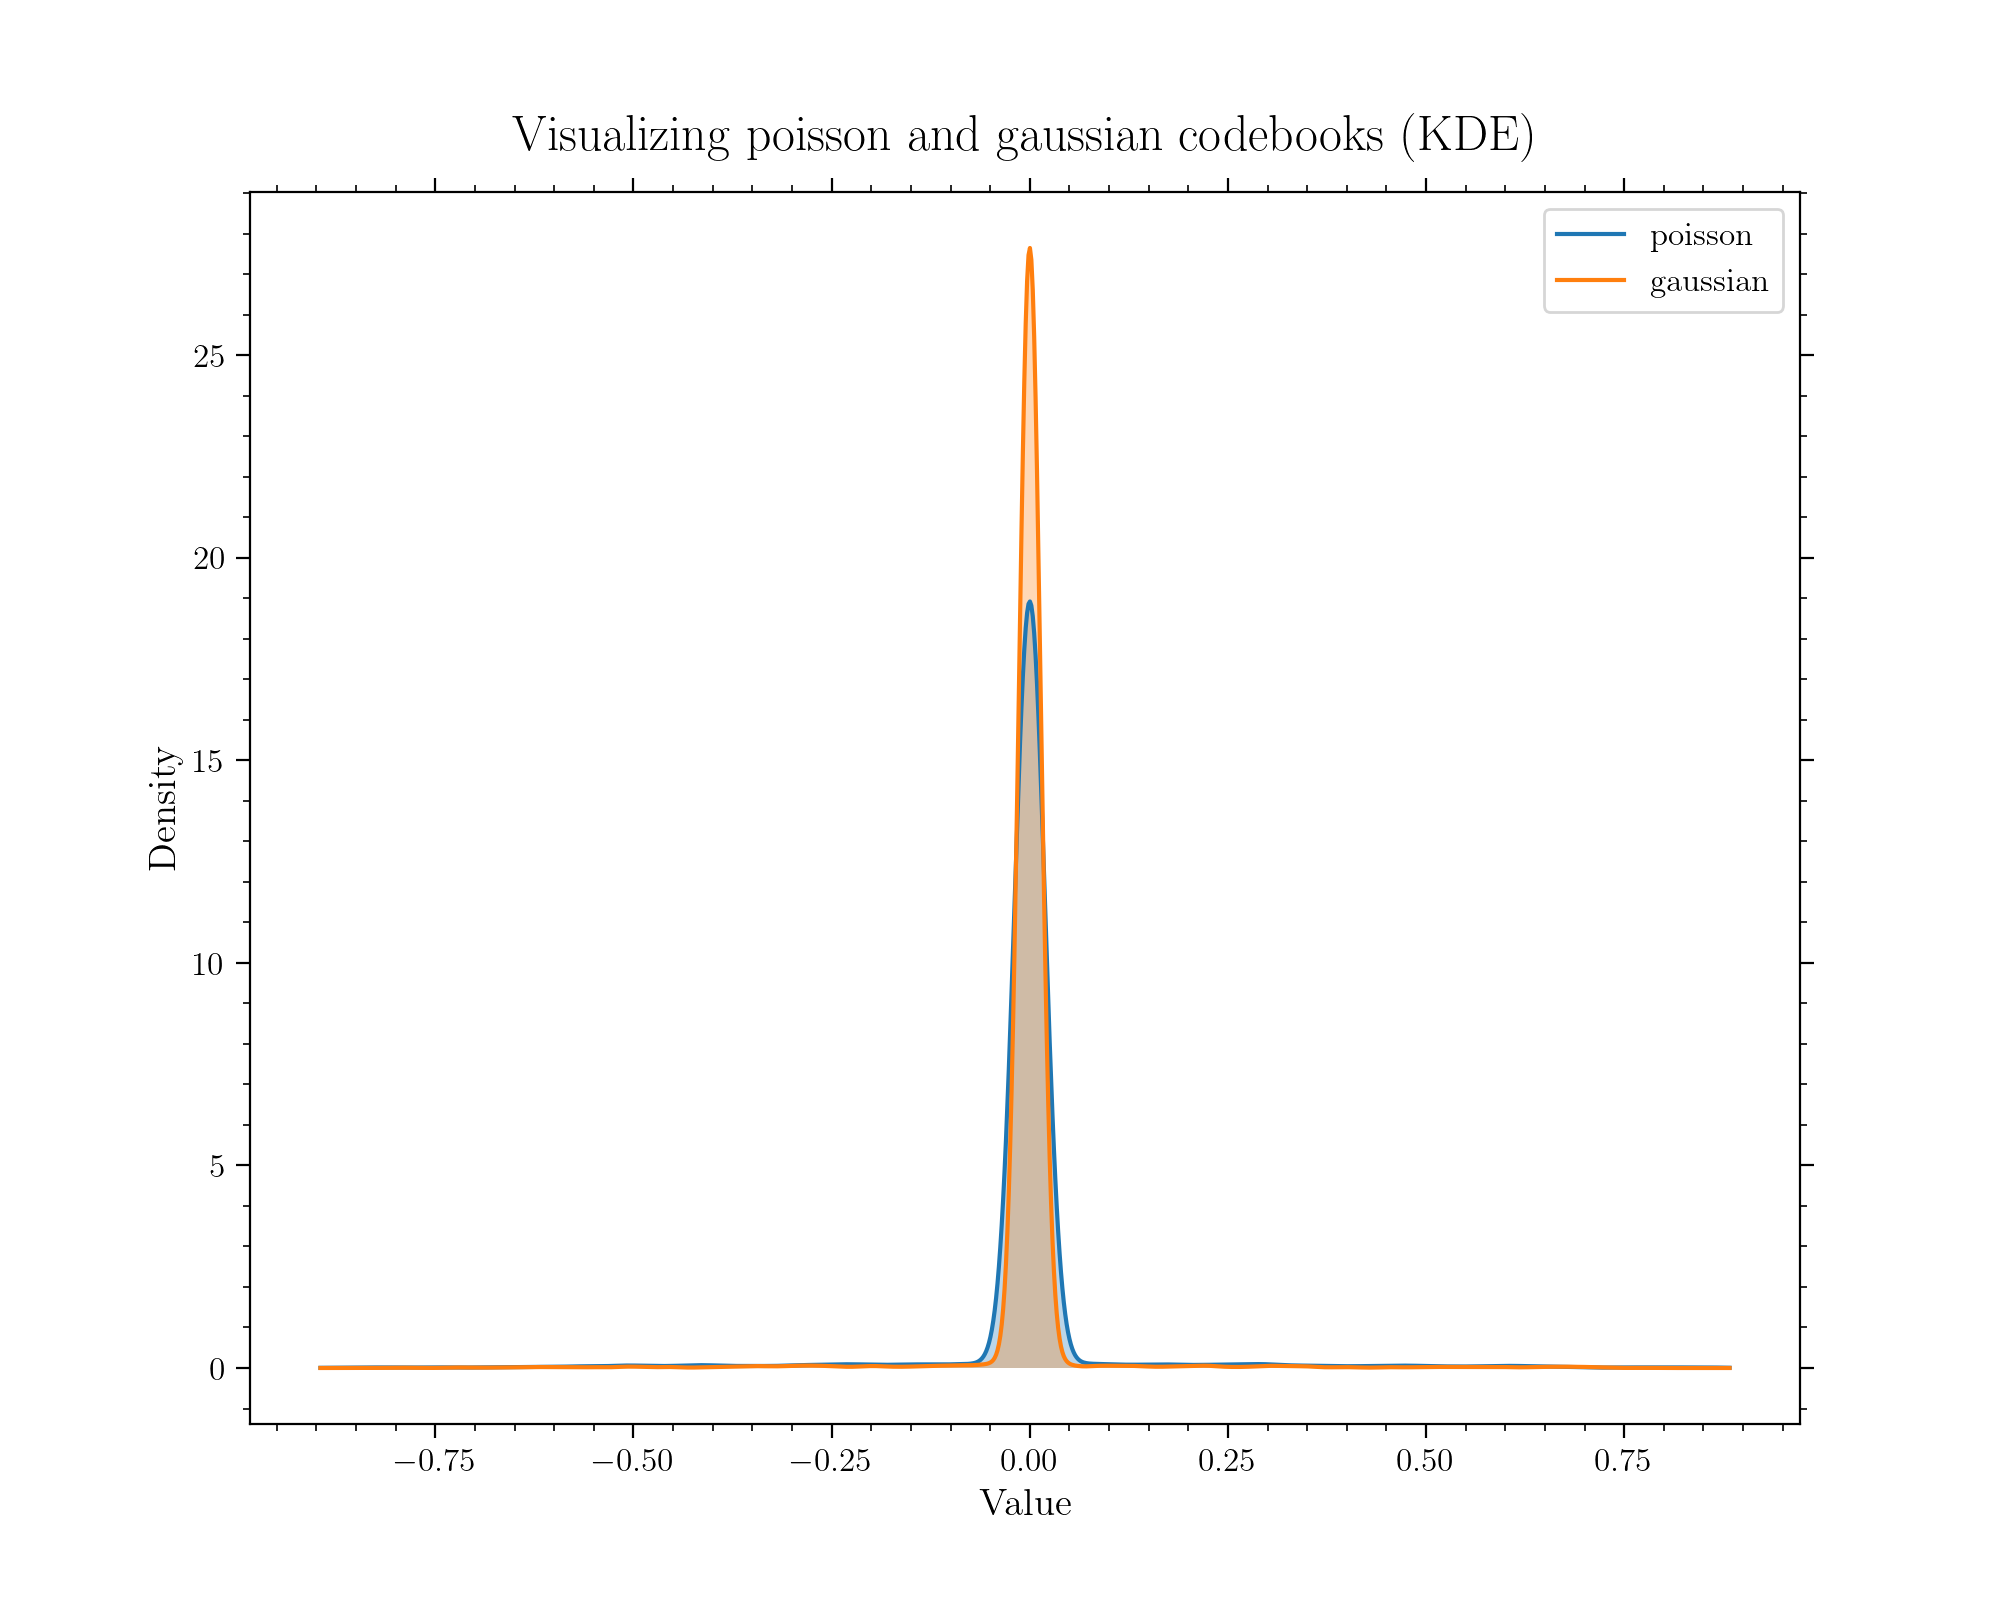 Visualizing poisson and gaussian codebooks (KDE)
poisson
gaussian
25
20
15
10
5
0
Density
−0.75 −0.50 −0.25 0.00 0.25 0.50 0.75
Value